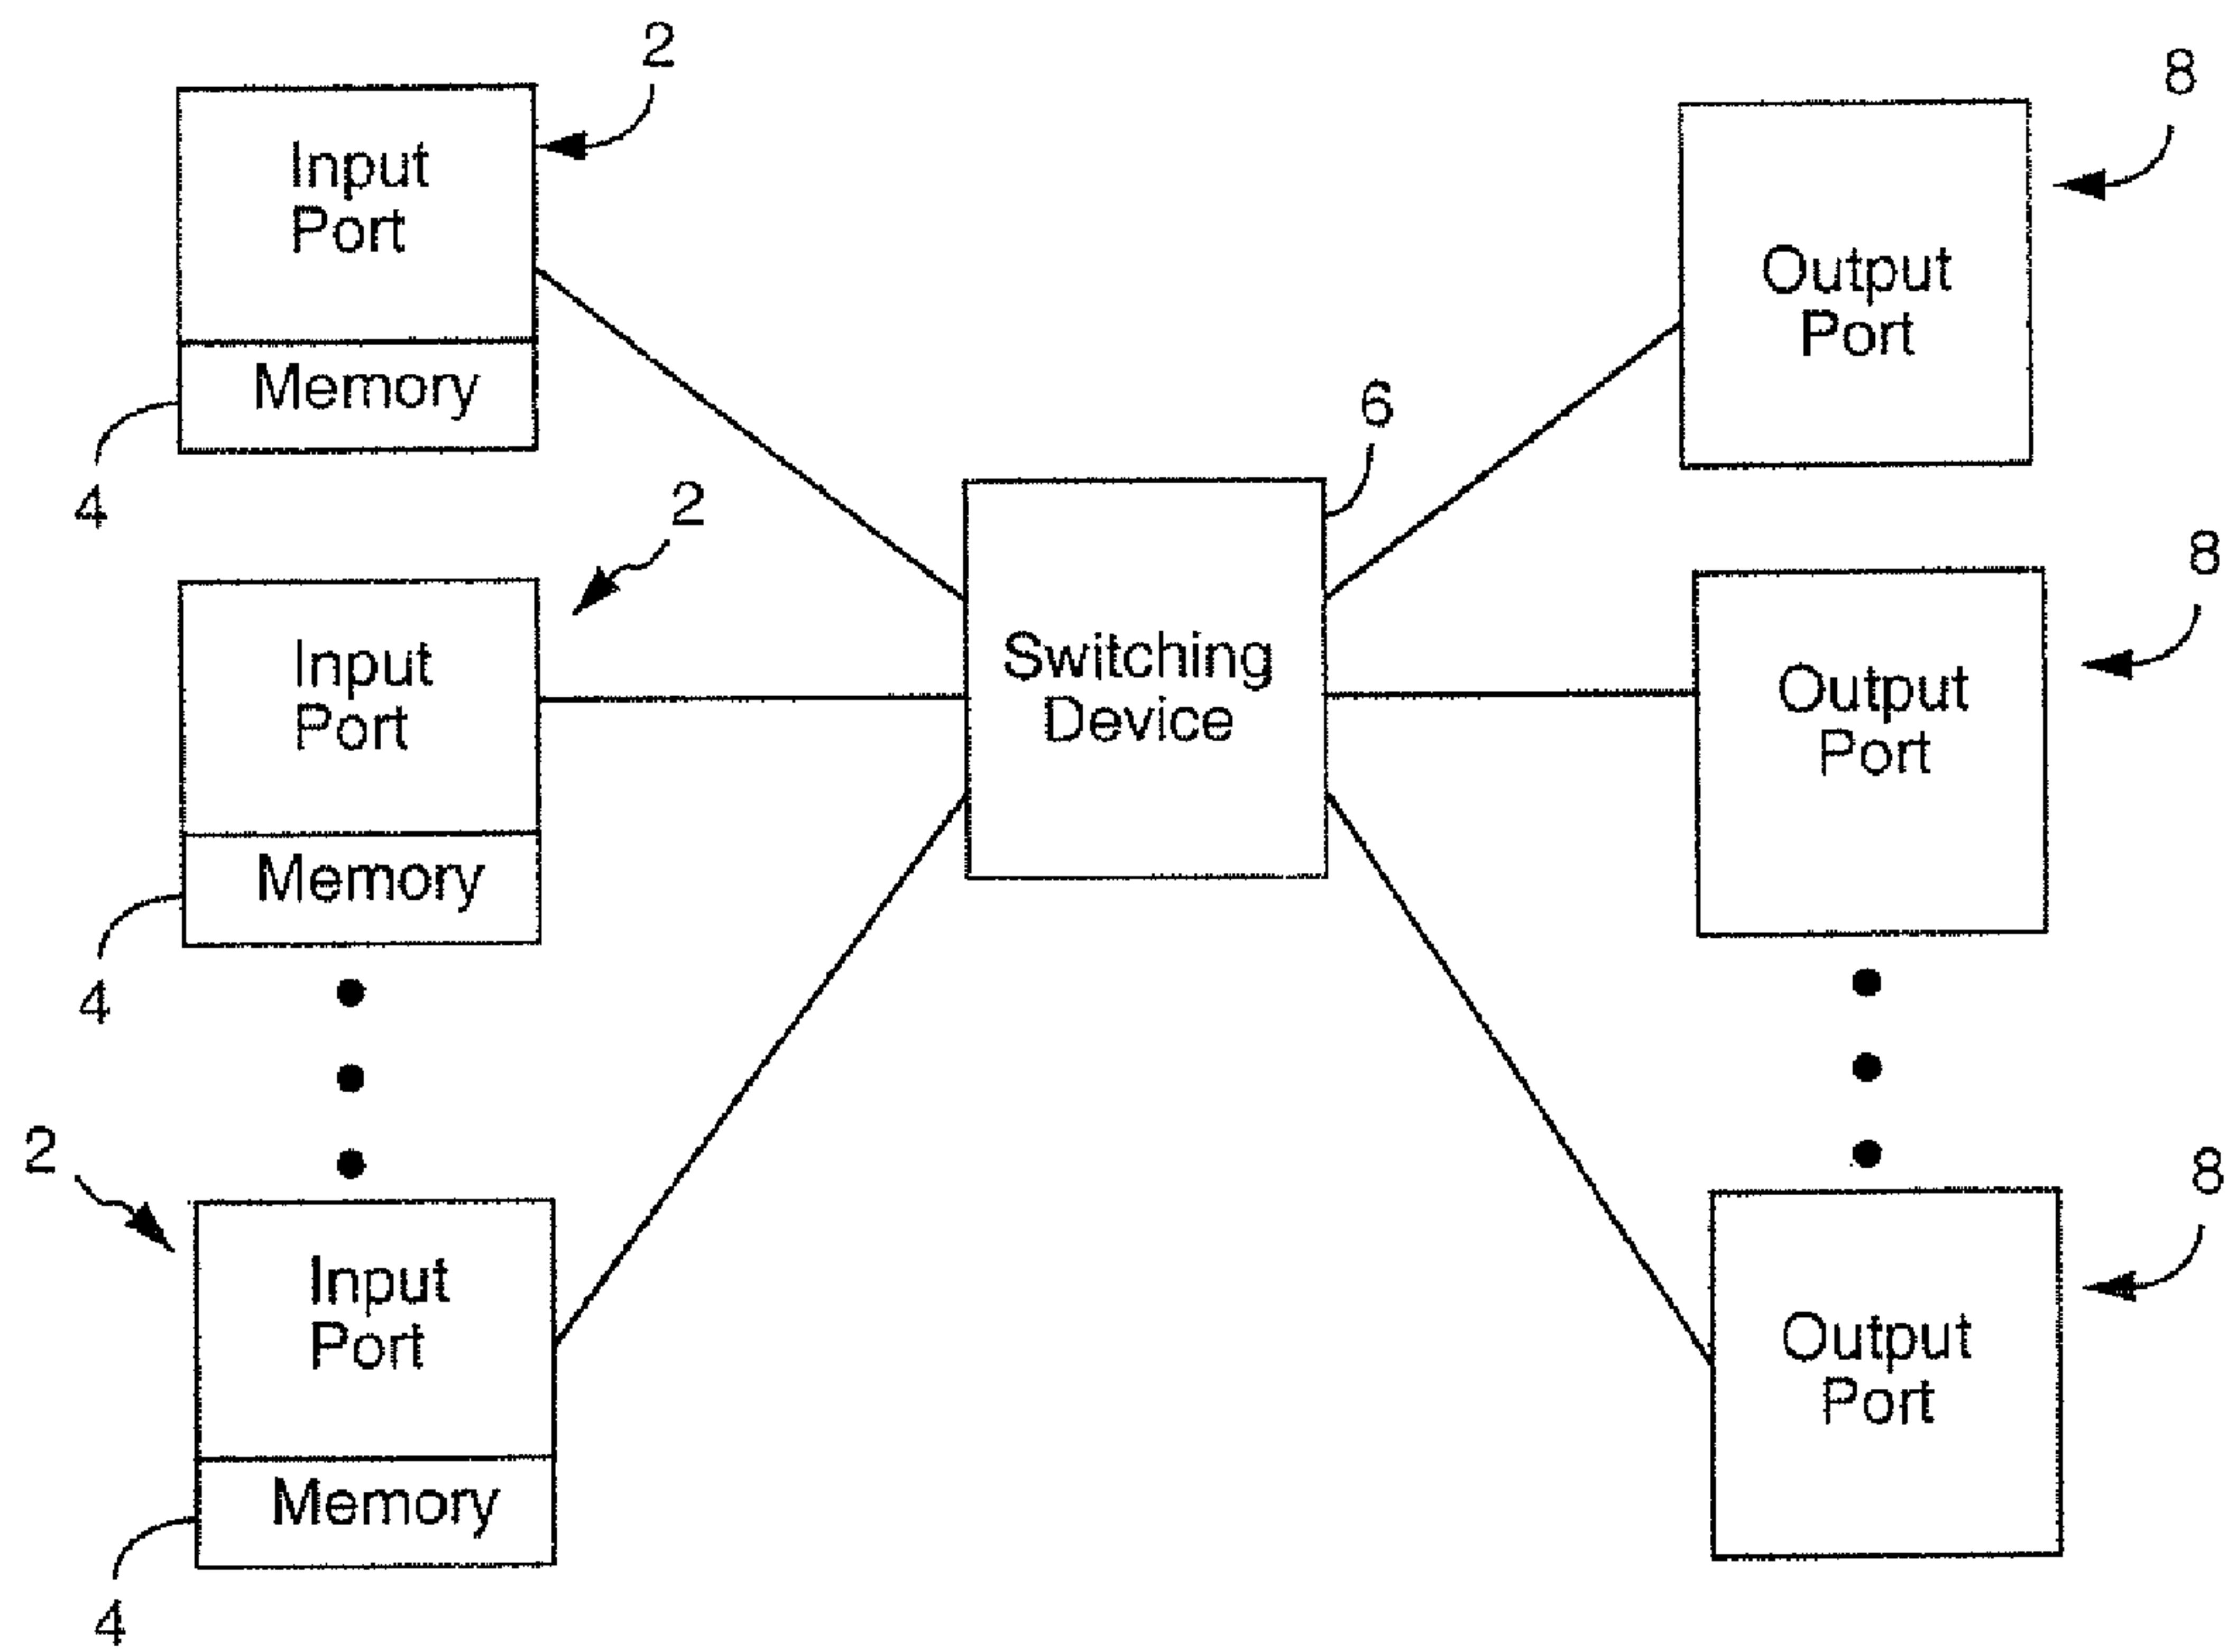 2
Input
Port
Memory
4
8
Output
Port
2
Input
Port
Memory
4
6
Switching
Device
8
Output
Port
2
Input
Port
Memory
4
8
Output
Port